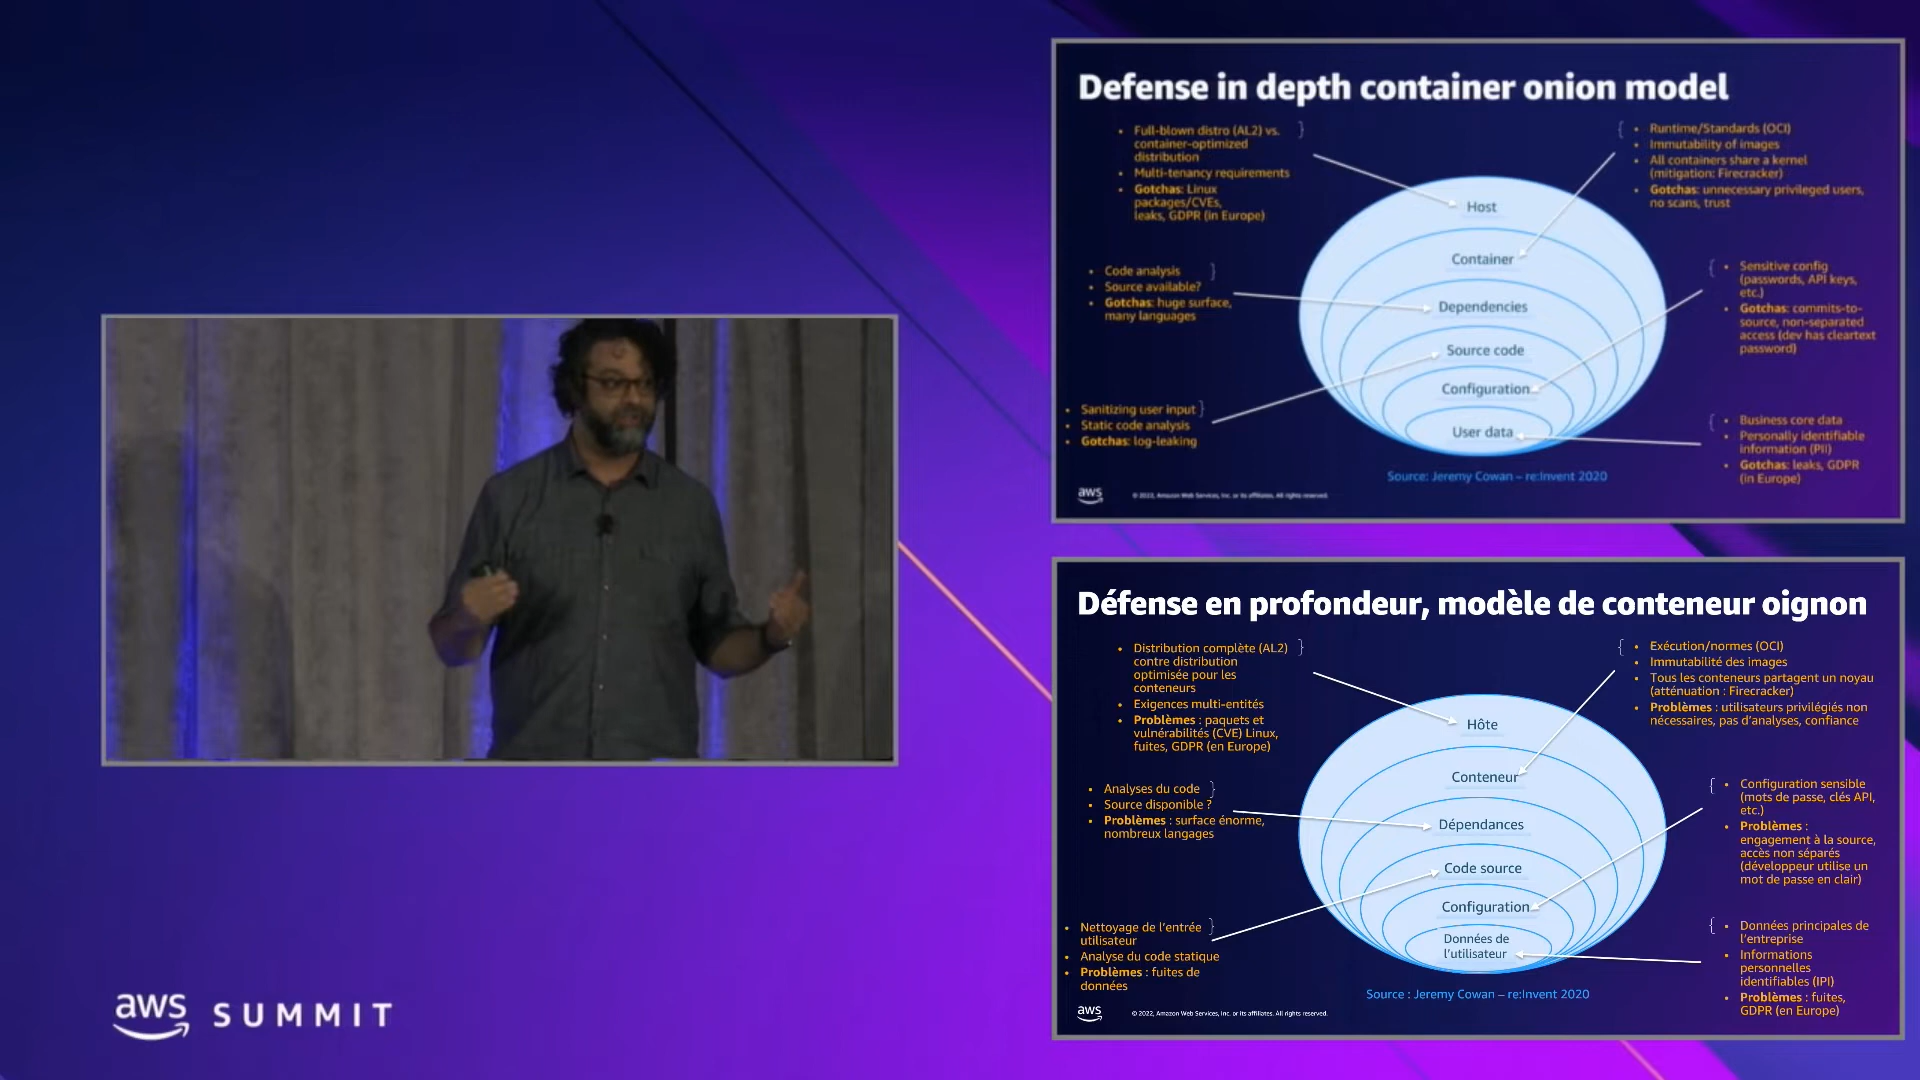 Defense in depth container onion model
• Full-blown distro (AL2) vs.
container-optimized
distribution
• Multi-tenancy requirements
• Gotchas: Linux
packages/CVEs,
leaks, GDPR (in Europe)
• Runtime/Standards (OCI)
• Immutability of images
• All containers share a kernel
(mitigation: Firecracker)
• Gotchas: unnecessary privileged users,
no scans, trust
• Code analysis
• Source available?
• Gotchas: huge surface,
many languages
• Sensitive config
(passwords, API keys,
etc.)
• Gotchas: commits-to-
source, non-separated
access (dev has cleartext
password)
• Sanitizing user input
• Static code analysis
• Gotchas: log-leaking
• Business core data
• Personally identifiable
information (PII)
• Gotchas: leaks, GDPR
(in Europe)
Host
Container
Dependencies
Source code
Configuration
User data
Source: Jeremy Cowan – re:Invent 2020
aws
© 2022, Amazon Web Services, Inc. or its affiliates. All rights reserved.
Défense en profondeur, modèle de conteneur oignon
• Distribution complète (AL2)
contre distribution
optimisée pour les
conteneurs
• Exigences multi-entités
• Problèmes : paquets et
vulnérabilités (CVE) Linux,
fuites, GDPR (en Europe)
• Exécution/normes (OCI)
• Immutabilité des images
• Tous les conteneurs partagent un noyau
(atténuation : Firecracker)
• Problèmes : utilisateurs privilégiés non
nécessaires, pas d'analyses, confiance
• Analyses du code
• Source disponible ?
• Problèmes : surface énorme,
nombreux langages
• Configuration sensible
(mots de passe, clés API,
etc.)
• Problèmes :
engagement à la source,
accès non séparés
(développeur utilise un
mot de passe en clair)
• Nettoyage de l'entrée
utilisateur
• Analyse du code statique
• Problèmes : fuites de
données
• Données principales de
l'entreprise
• Informations
personnelles
identifiables (IPI)
• Problèmes : fuites,
GDPR (en Europe)
Hôte
Conteneur
Dépendances
Code source
Configuration
Données de
l'utilisateur
Source : Jeremy Cowan – re:Invent 2020
aws
© 2022, Amazon Web Services, Inc. or its affiliates. All rights reserved.
aws SUMMIT